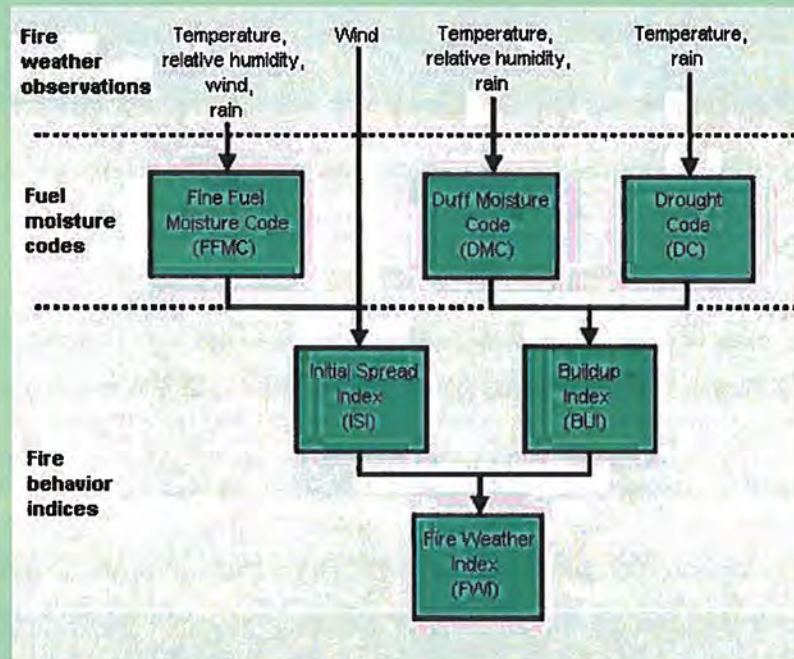 Fire
weather
observations
Temperature,
relative humidity,
wind,
rain
Wind
Temperature,
relative humidity,
rain
Temperature,
rain
Fuel
moisture
codes
Fine Fuel
Moisture Code
(FFMC)
Duff Moisture
Code
(DMC)
Drought
Code
(DC)
Fire
behavior
indices
Initial Spread
Index
(ISI)
Buildup
Index
(BUI)
Fire Weather
Index
(FWI)